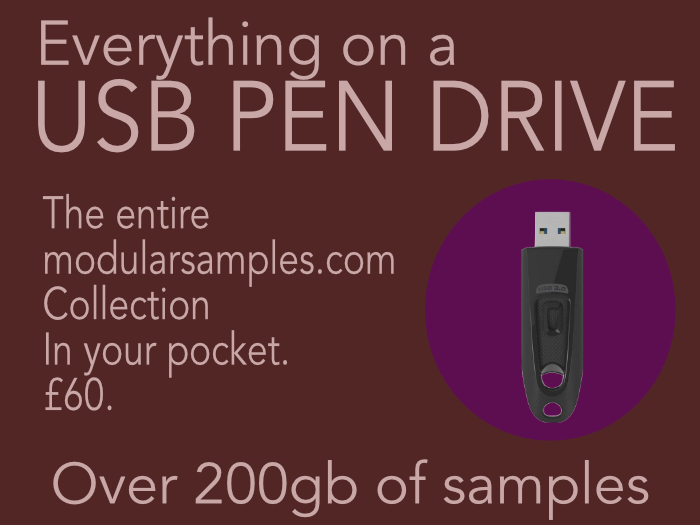 Everything on a
USB PEN DRIVE
The entire
modularsamples.com
Collection
In your pocket.
£60.
Over 200gb of samples